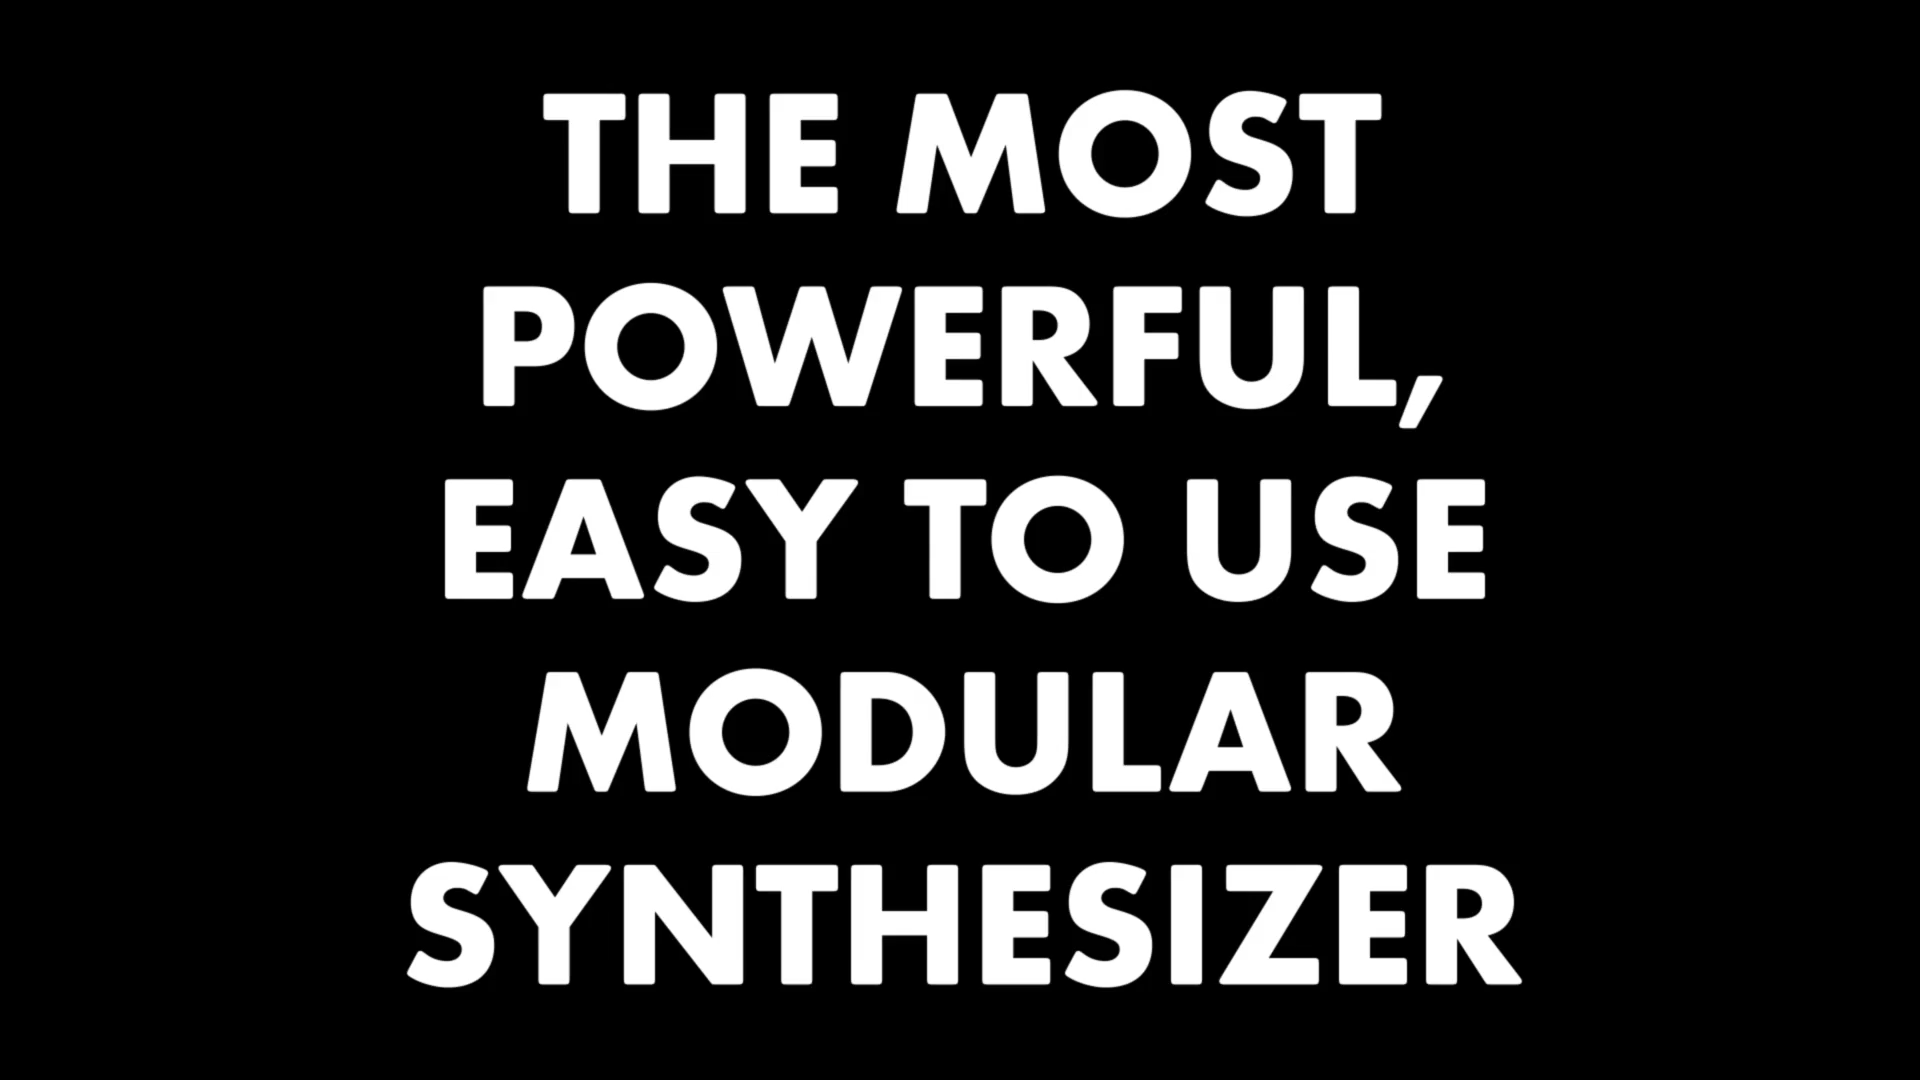 THE MOST
POWERFUL,
EASY TO USE
MODULAR
SYNTHESIZER